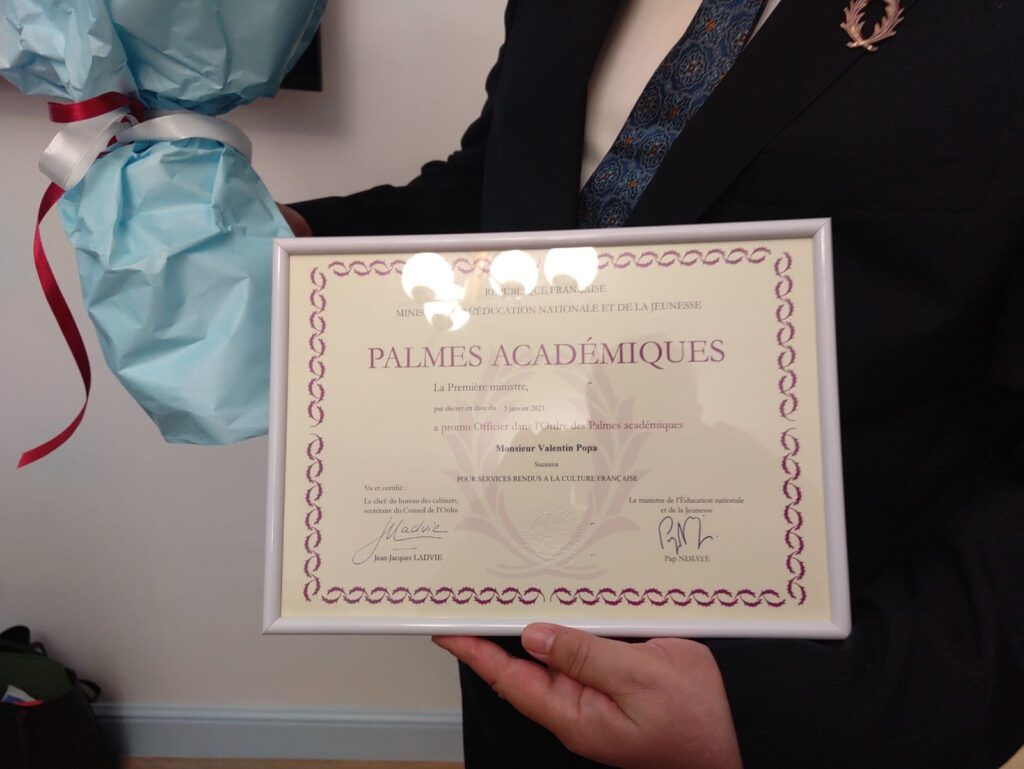 RÉPUBLIQUE FRANÇAISE
L'ÉDUCATION NATIONALE ET DE LA JEUNESSE
PALMES ACADÉMIQUES
La Première ministre,
par décret en date du 5 janvier 2023
a promu Officier dans l'Ordre des Palmes académiques
Monsieur Valentin Popa
Suceava
POUR SERVICES RENDUS A LA CULTURE FRANÇAISE
Vu et certifié :
Le chef du bureau des cabinets,
secrétaire du Conseil de l'Ordre
Jean-Jacques LADVIE
Le ministre de l'Éducation nationale
et de la Jeunesse
Pap NDIAYE